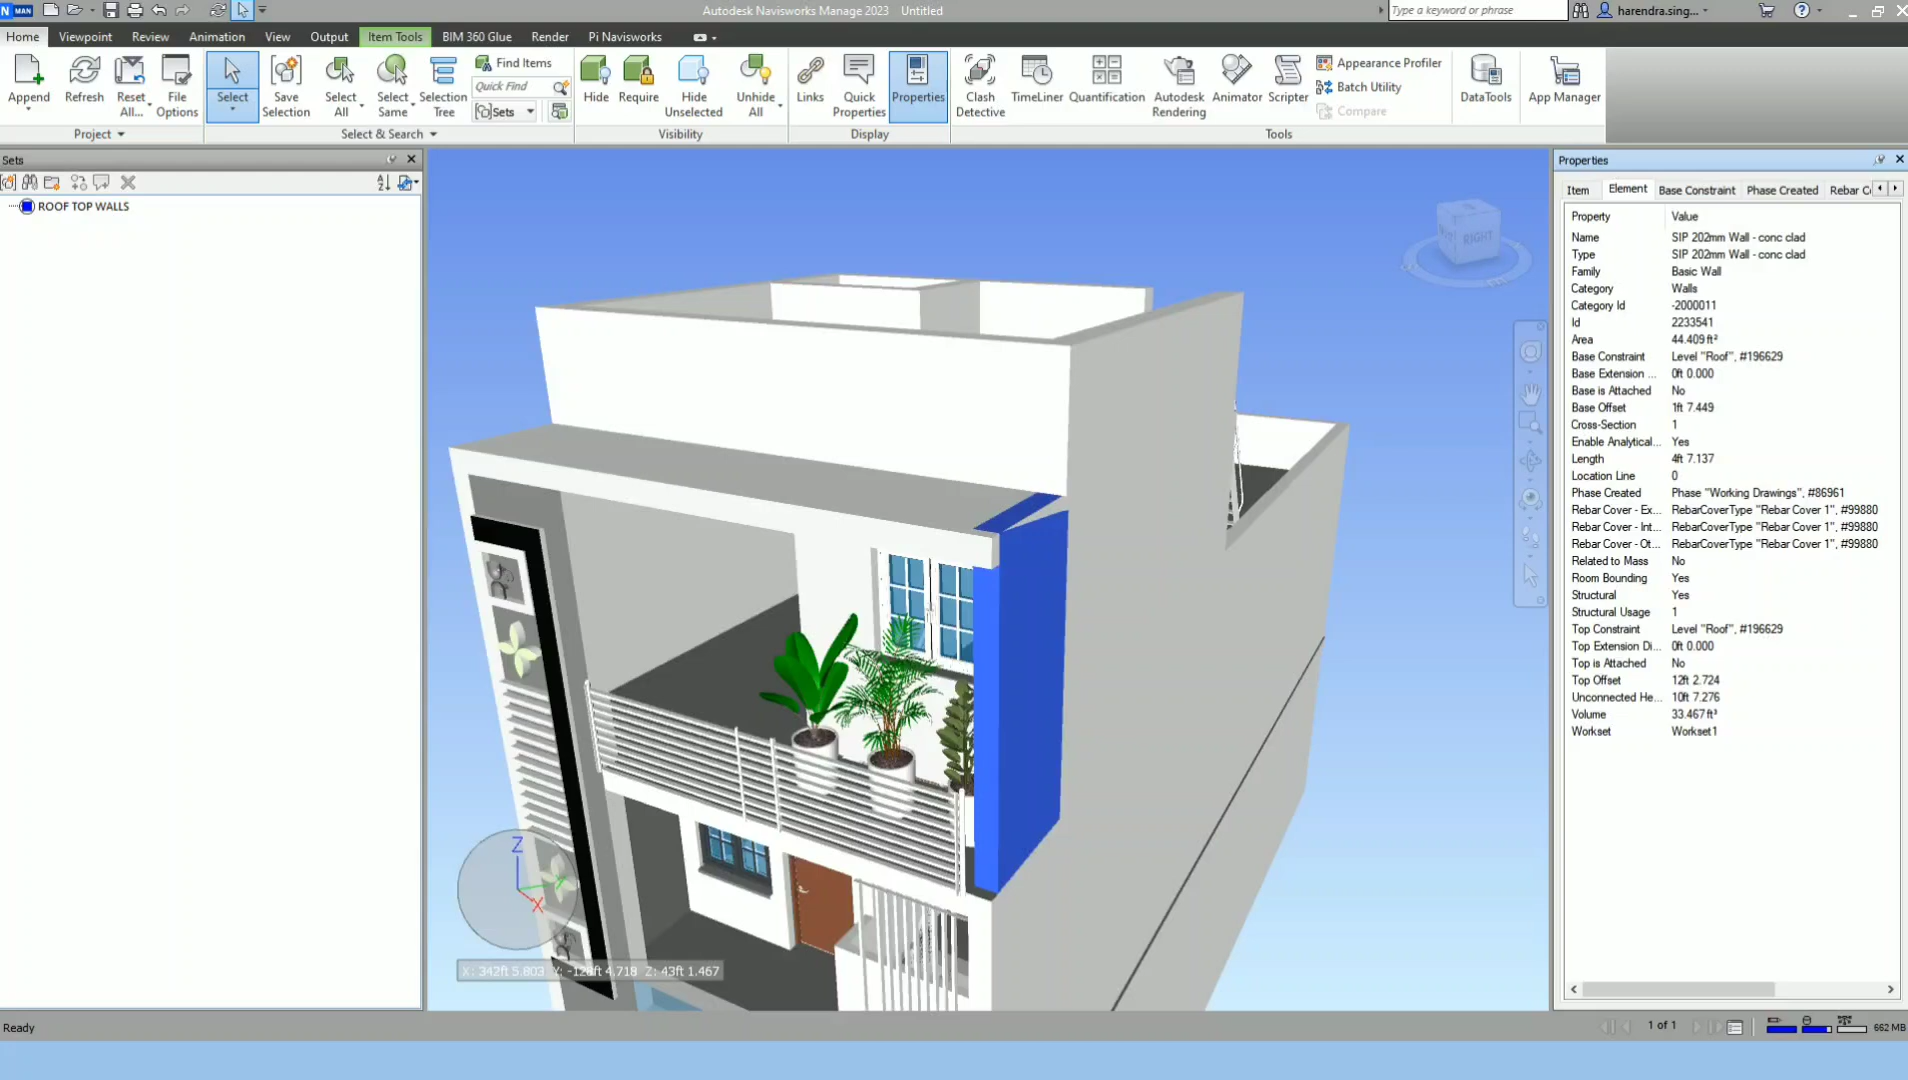 N MAN
Autodesk Navisworks Manage 2023 Untitled
Type a keyword or phrase
harendra.sing...
Home Viewpoint Review Animation View Output Item Tools BIM 360 Glue Render Pi Navisworks
Append
Refresh
Reset All...
File Options
Project
Select
Save Selection
Select All
Select Same
Selection Tree
Find Items
Quick Find
Sets
Select & Search
Hide
Require
Hide Unselected
Unhide All
Visibility
Links
Quick Properties
Properties
Display
Clash Detective
TimeLiner
Quantification
Autodesk Rendering
Animator
Scripter
Appearance Profiler
Batch Utility
Compare
Tools
DataTools
App Manager
Sets
ROOF TOP WALLS
RIGHT
Z
Y
X
X: 342ft 5.803 Y: -128ft 4.718 Z: 43ft 1.467
Properties
Item Element Base Constraint Phase Created Rebar C
Property Value
Name SIP 202mm Wall - conc clad
Type SIP 202mm Wall - conc clad
Family Basic Wall
Category Walls
Category Id -2000011
Id 2233541
Area 44.409 ft²
Base Constraint Level "Roof", #196629
Base Extension ... 0ft 0.000
Base is Attached No
Base Offset 1ft 7.449
Cross-Section 1
Enable Analytical... Yes
Length 4ft 7.137
Location Line 0
Phase Created Phase "Working Drawings", #86961
Rebar Cover - Ex... RebarCoverType "Rebar Cover 1", #99880
Rebar Cover - Int... RebarCoverType "Rebar Cover 1", #99880
Rebar Cover - Ot... RebarCoverType "Rebar Cover 1", #99880
Related to Mass No
Room Bounding Yes
Structural Yes
Structural Usage 1
Top Constraint Level "Roof", #196629
Top Extension Di... 0ft 0.000
Top is Attached No
Top Offset 12ft 2.724
Unconnected He... 10ft 7.276
Volume 33.467 ft³
Workset Workset1
Ready
1 of 1
662 MB